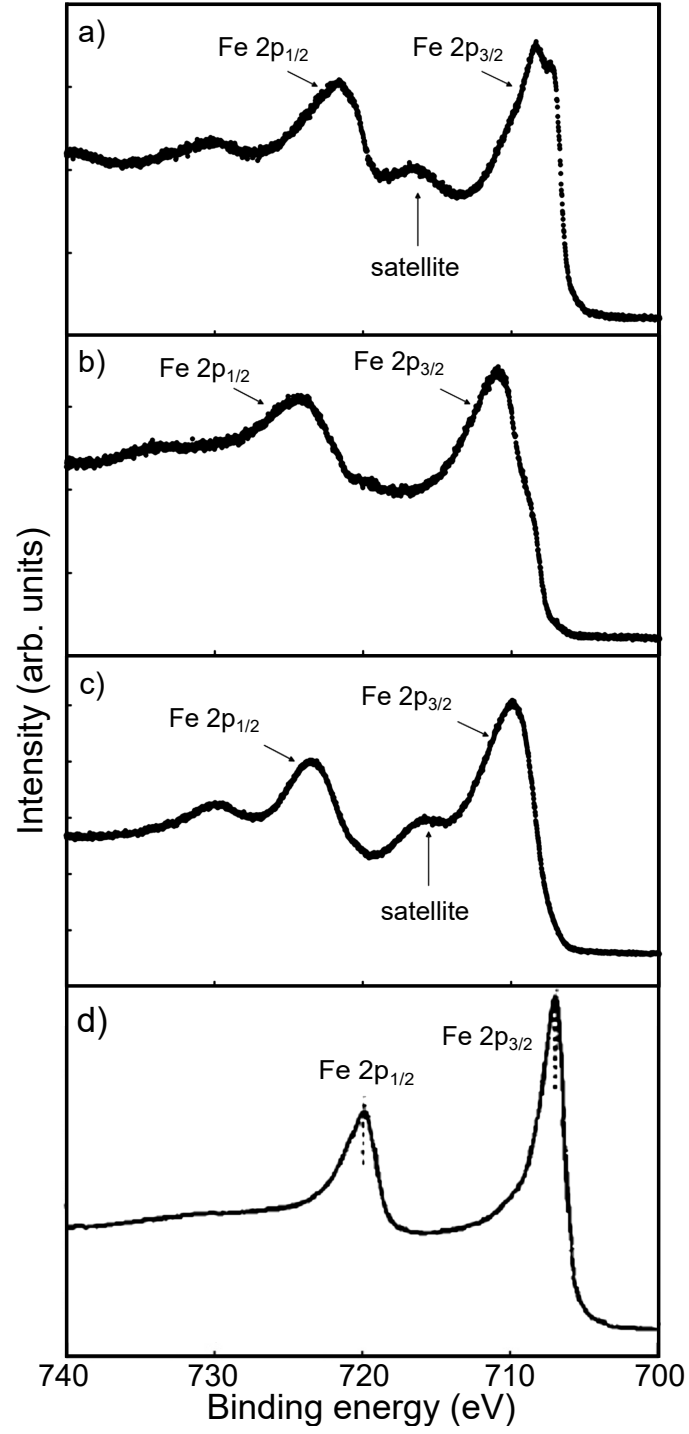 a)
Fe 2p1/2
Fe 2p3/2
satellite
b)
Fe 2p1/2
Fe 2p3/2
c)
Fe 2p1/2
Fe 2p3/2
satellite
d)
Fe 2p3/2
Fe 2p1/2
Intensity (arb. units)
740 730 720 710 700
Binding energy (eV)